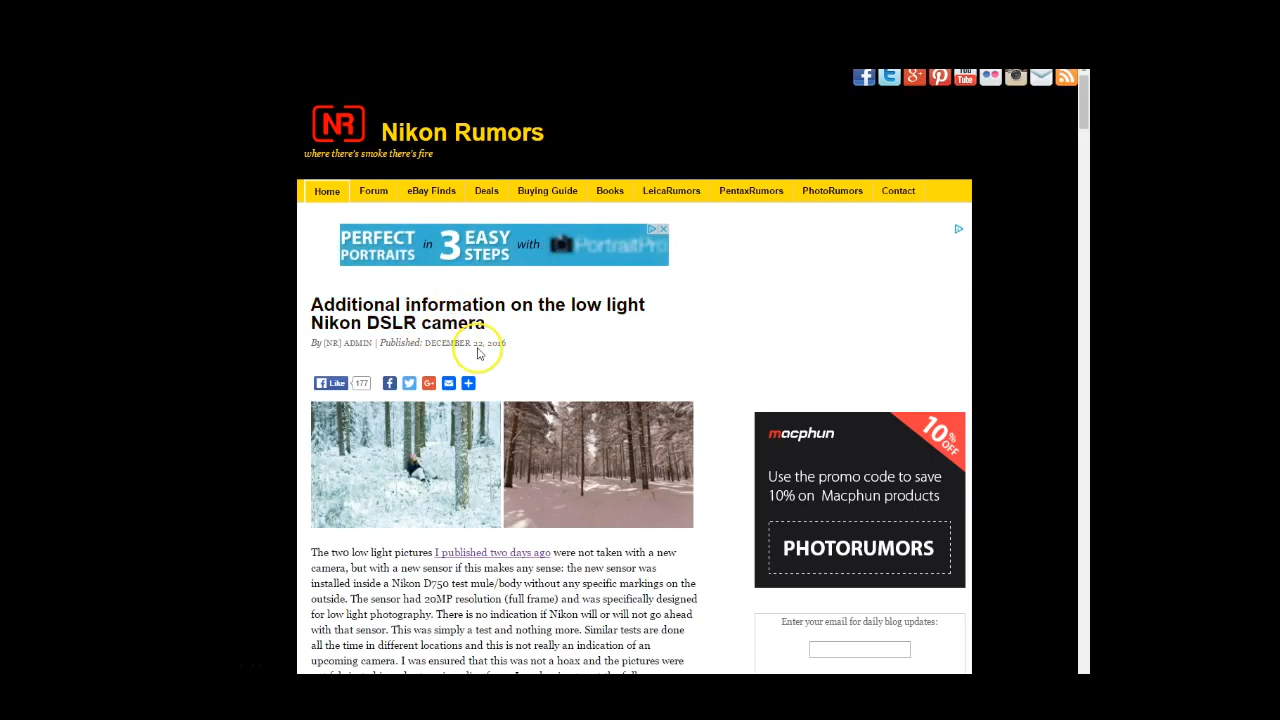 NR Nikon Rumors
where there's smoke there's fire
Home Forum eBay Finds Deals Buying Guide Books LeicaRumors PentaxRumors PhotoRumors Contact
PERFECT PORTRAITS in 3 EASY STEPS with PortraitPro
Additional information on the low light
Nikon DSLR camera
By [NR] ADMIN | Published: DECEMBER 22, 2016
Like 177
The two low light pictures I published two days ago were not taken with a new
camera, but with a new sensor if this makes any sense: the new sensor was
installed inside a Nikon D750 test mule/body without any specific markings on the
outside. The sensor had 20MP resolution (full frame) and was specifically designed
for low light photography. There is no indication if Nikon will or will not go ahead
with that sensor. This was simply a test and nothing more. Similar tests are done
all the time in different locations and this is not really an indication of an
upcoming camera. I was ensured that this was not a hoax and the pictures were
macphun
10% OFF
Use the promo code to save
10% on Macphun products
PHOTORUMORS
Enter your email for daily blog updates: